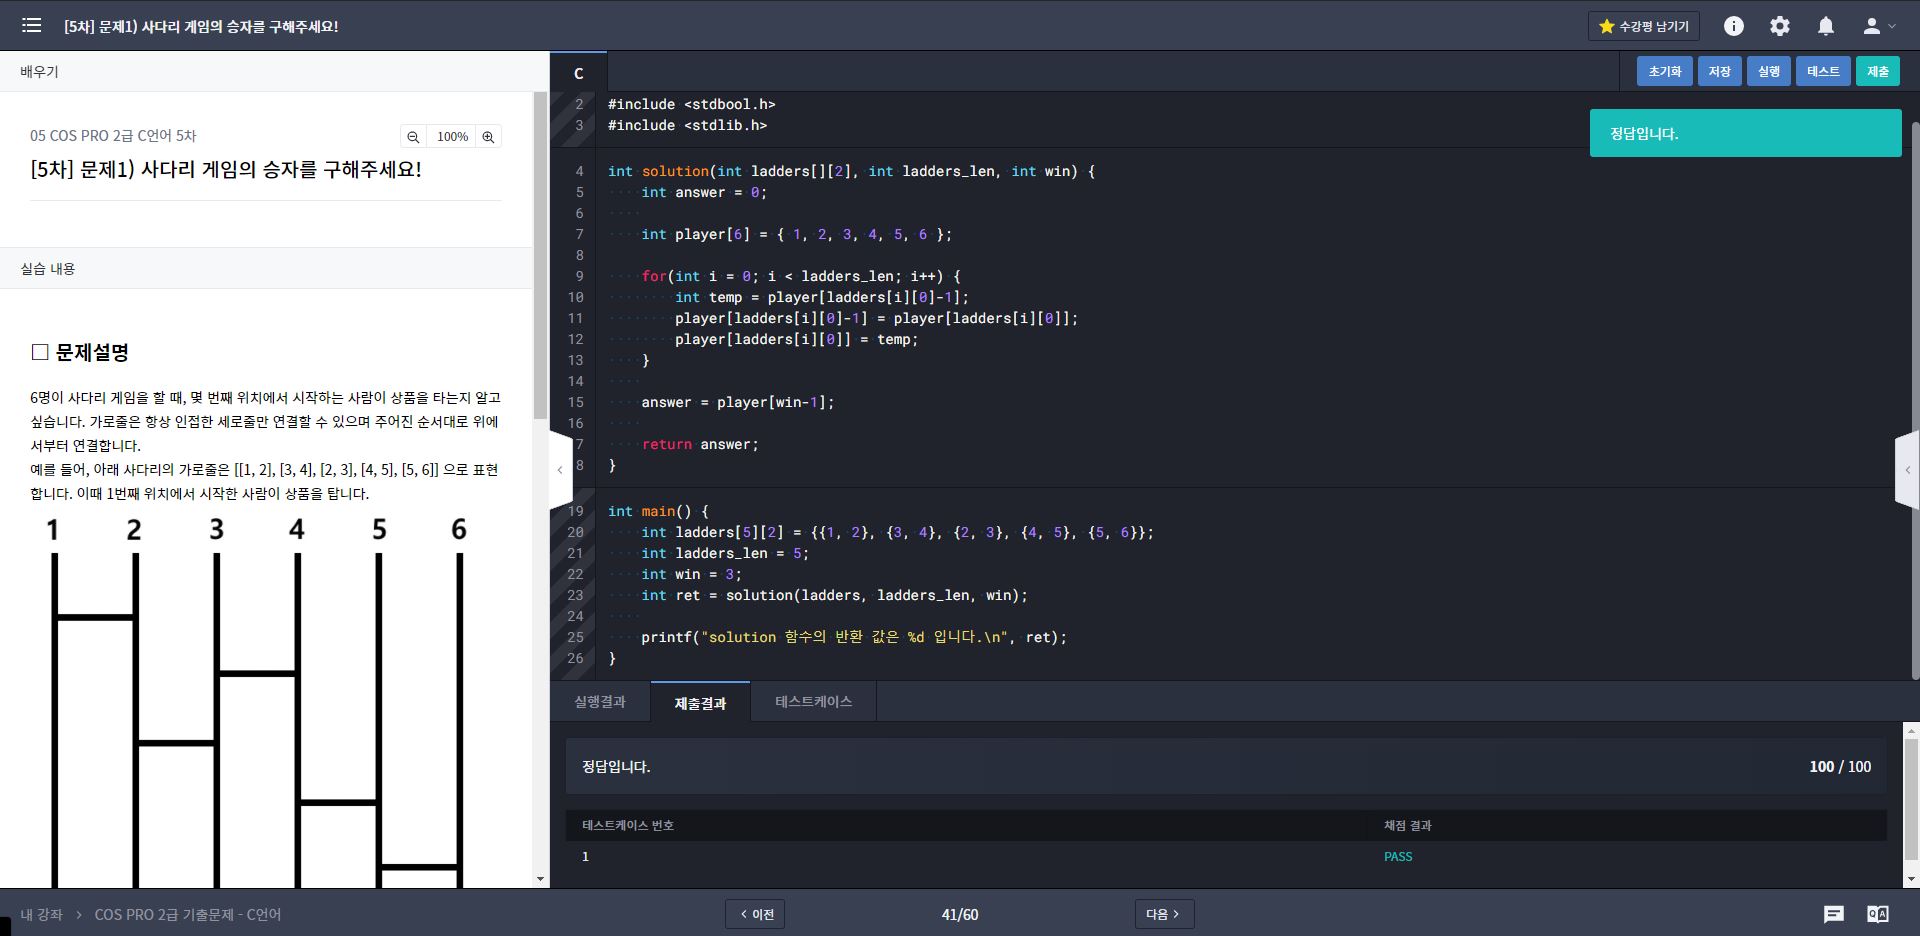 [5차] 문제1) 사다리 게임의 승자를 구해주세요!
수강평 남기기
배우기
05 COS PRO 2급 C언어 5차
100%
[5차] 문제1) 사다리 게임의 승자를 구해주세요!
실습 내용
□ 문제설명
6명이 사다리 게임을 할 때, 몇 번째 위치에서 시작하는 사람이 상품을 타는지 알고
싶습니다. 가로줄은 항상 인접한 세로줄만 연결할 수 있으며 주어진 순서대로 위에
서부터 연결합니다.
예를 들어, 아래 사다리의 가로줄은 [[1, 2], [3, 4], [2, 3], [4, 5], [5, 6]] 으로 표현
합니다. 이때 1번째 위치에서 시작한 사람이 상품을 탑니다.
1 2 3 4 5 6
C
초기화 저장 실행 테스트 제출
정답입니다.
2 #include <stdbool.h>
3 #include <stdlib.h>
4 int solution(int ladders[][2], int ladders_len, int win) {
5     int answer = 0;
6
7     int player[6] = { 1, 2, 3, 4, 5, 6 };
8
9     for(int i = 0; i < ladders_len; i++) {
10         int temp = player[ladders[i][0]-1];
11         player[ladders[i][0]-1] = player[ladders[i][0]];
12         player[ladders[i][0]] = temp;
13     }
14
15     answer = player[win-1];
16
7     return answer;
8 }
19 int main() {
20     int ladders[5][2] = {{1, 2}, {3, 4}, {2, 3}, {4, 5}, {5, 6}};
21     int ladders_len = 5;
22     int win = 3;
23     int ret = solution(ladders, ladders_len, win);
24
25     printf("solution 함수의 반환 값은 %d 입니다.\n", ret);
26 }
실행결과 제출결과 테스트케이스
정답입니다. 100 / 100
테스트케이스 번호 채점 결과
1 PASS
내 강좌 > COS PRO 2급 기출문제 - C언어
< 이전 41/60 다음 >
Q A